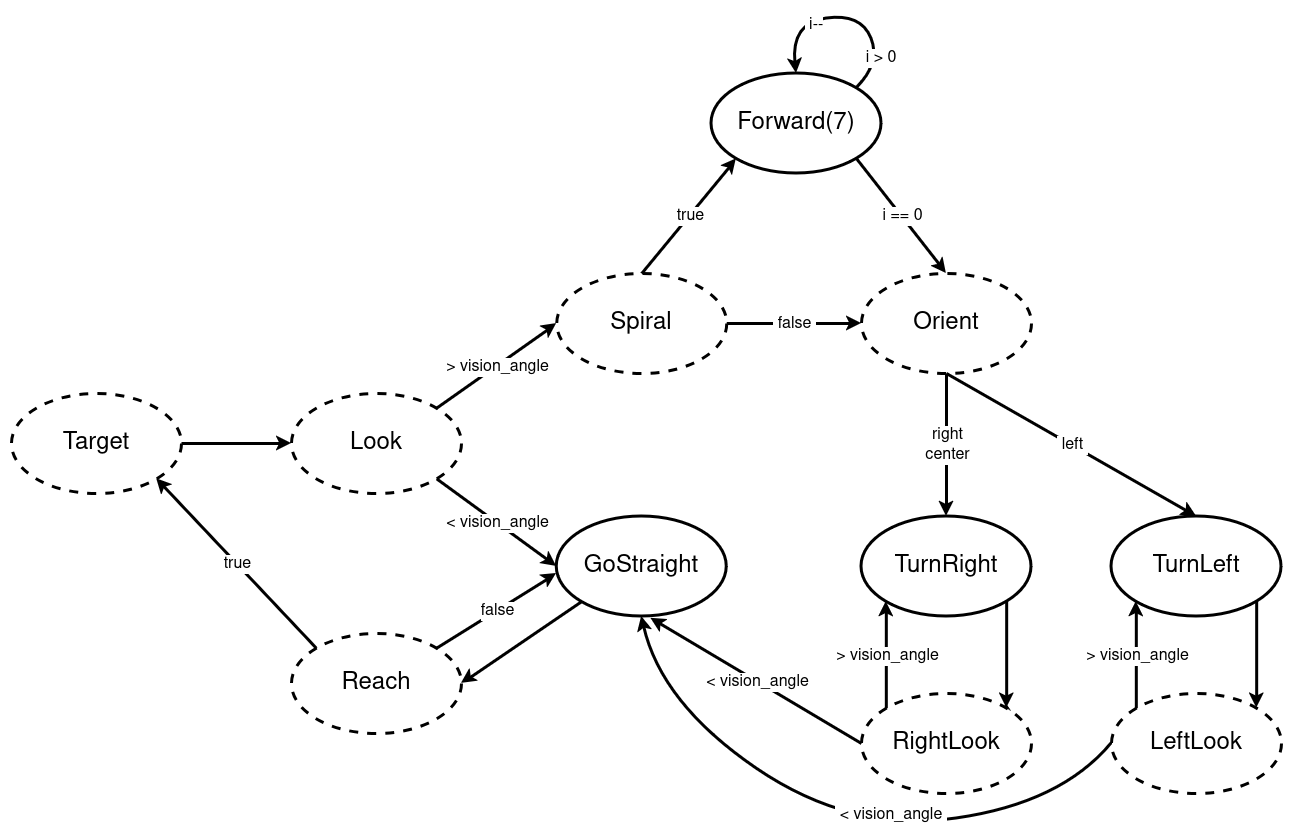 i--
i > 0
Forward(7)
true
i == 0
Spiral
false
Orient
> vision_angle
Target
Look
right
center
left
< vision_angle
true
GoStraight
TurnRight
TurnLeft
false
> vision_angle
> vision_angle
Reach
< vision_angle
RightLook
LeftLook
< vision_angle